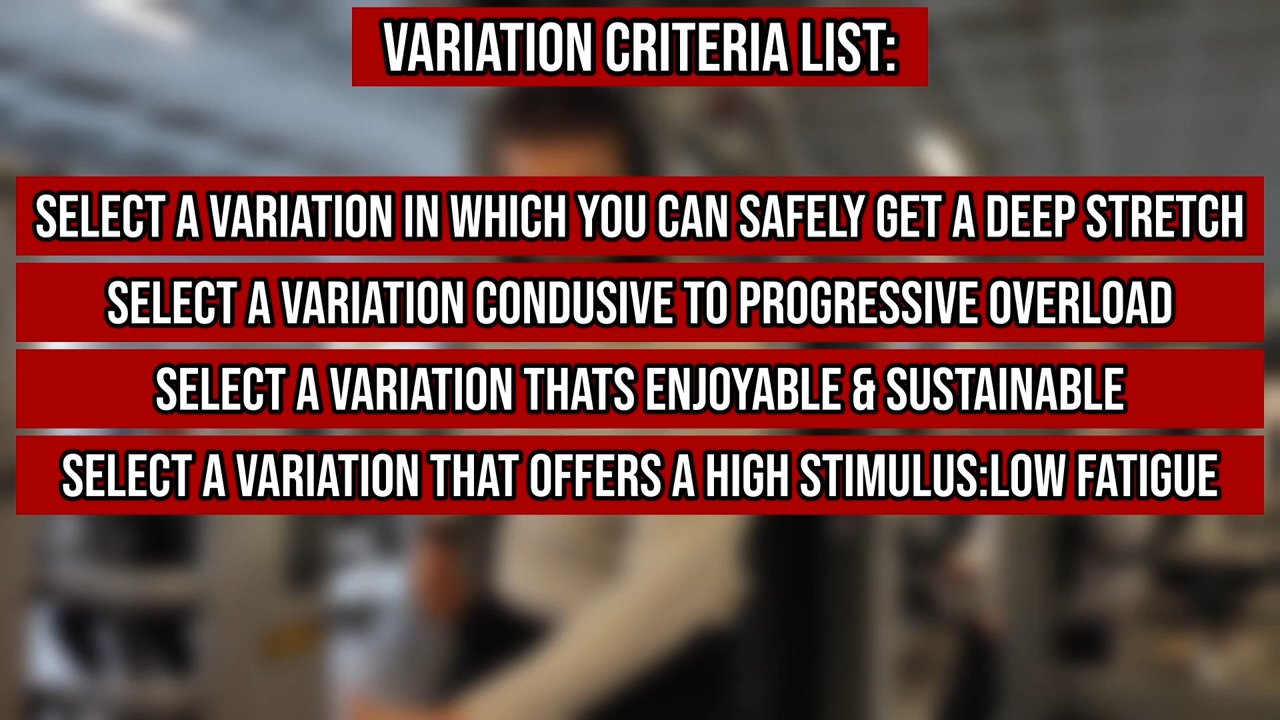 VARIATION CRITERIA LIST:
SELECT A VARIATION IN WHICH YOU CAN SAFELY GET A DEEP STRETCH
SELECT A VARIATION CONDUSIVE TO PROGRESSIVE OVERLOAD
SELECT A VARIATION THATS ENJOYABLE & SUSTAINABLE
SELECT A VARIATION THAT OFFERS A HIGH STIMULUS:LOW FATIGUE